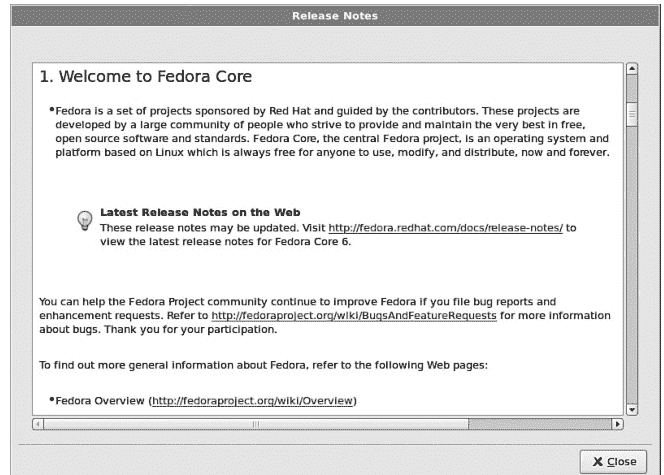 Release Notes
1. Welcome to Fedora Core
•Fedora is a set of projects sponsored by Red Hat and guided by the contributors. These projects are
developed by a large community of people who strive to provide and maintain the very best in free,
open source software and standards. Fedora Core, the central Fedora project, is an operating system and
platform based on Linux which is always free for anyone to use, modify, and distribute, now and forever.
Latest Release Notes on the Web
These release notes may be updated. Visit http://fedora.redhat.com/docs/release-notes/ to
view the latest release notes for Fedora Core 6.
You can help the Fedora Project community continue to improve Fedora if you file bug reports and
enhancement requests. Refer to http://fedoraproject.org/wiki/BugsAndFeatureRequests for more information
about bugs. Thank you for your participation.
To find out more general information about Fedora, refer to the following Web pages:
•Fedora Overview (http://fedoraproject.org/wiki/Overview)
Close